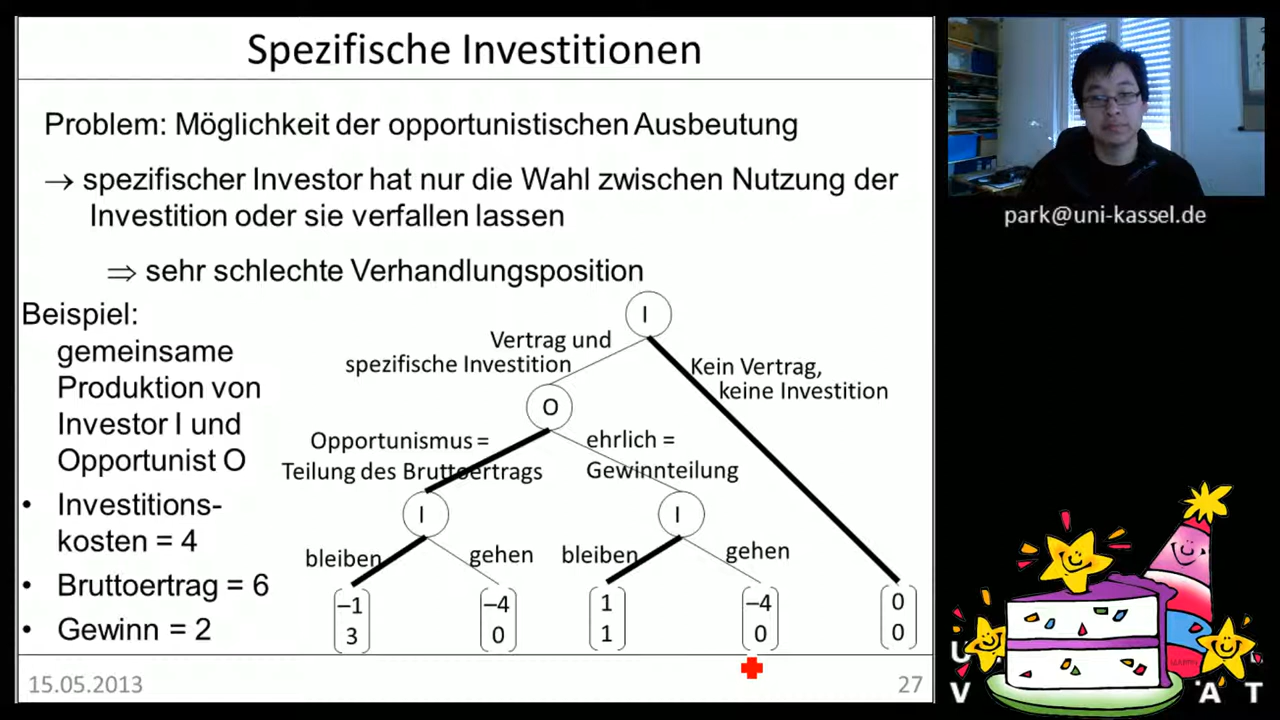 Spezifische Investitionen
Problem: Möglichkeit der opportunistischen Ausbeutung
→ spezifischer Investor hat nur die Wahl zwischen Nutzung der
Investition oder sie verfallen lassen
⇒ sehr schlechte Verhandlungsposition
Beispiel:
gemeinsame
Produktion von
Investor I und
Opportunist O
• Investitions-
kosten = 4
• Bruttoertrag = 6
• Gewinn = 2
I
Vertrag und
spezifische Investition
Kein Vertrag,
keine Investition
O
Opportunismus =
Teilung des Bruttoertrags
ehrlich =
Gewinnteilung
I
I
bleiben
gehen
bleiben
gehen
–1
3
–4
0
1
1
–4
0
0
0
15.05.2013
27
park@uni-kassel.de
U
V
A T